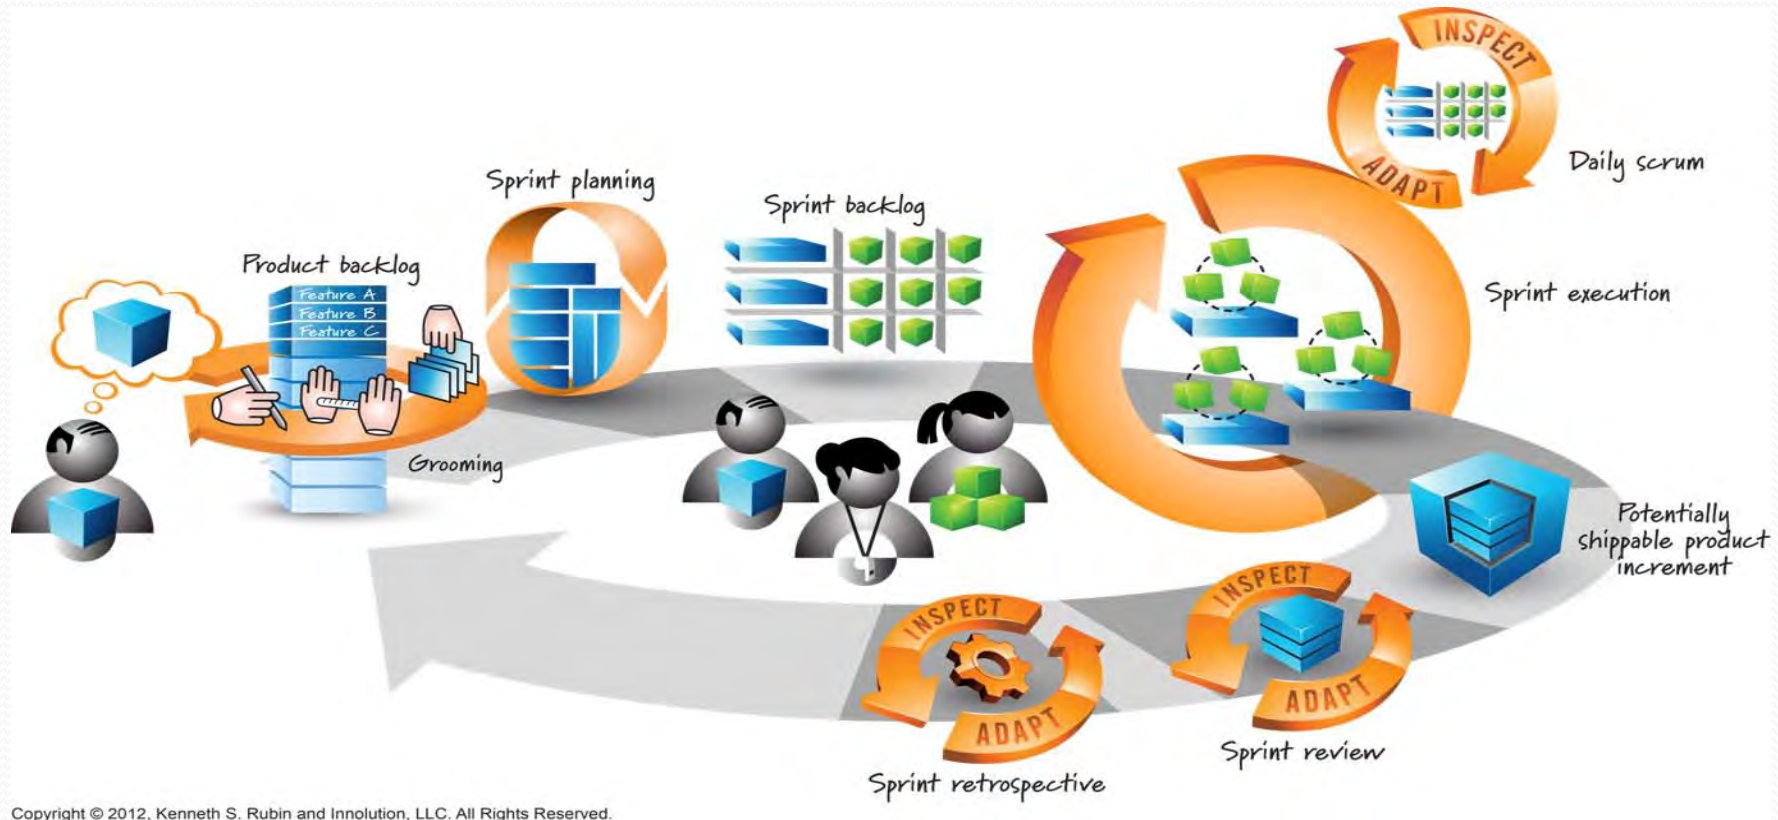 INSPECT
ADAPT
Daily scrum
Sprint planning
Sprint backlog
Product backlog
Feature A
Feature B
Feature C
Sprint execution
Grooming
Potentially
shippable product
increment
INSPECT
ADAPT
Sprint review
INSPECT
ADAPT
Sprint retrospective
Copyright © 2012, Kenneth S. Rubin and Innolution, LLC. All Rights Reserved.